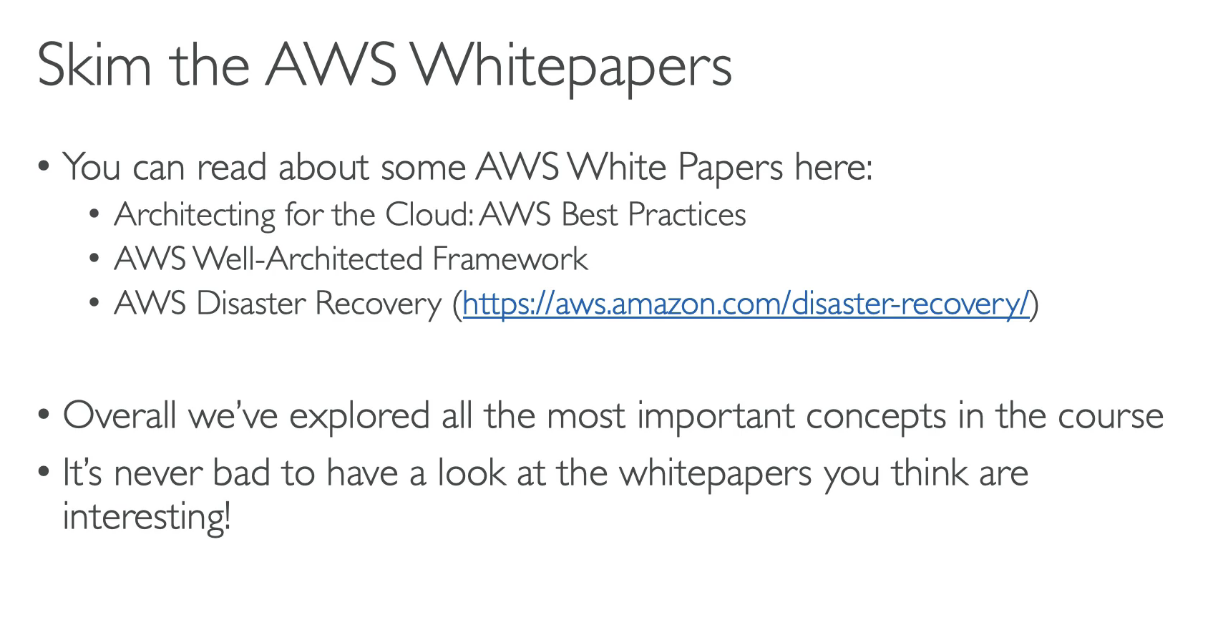 Skim the AWS Whitepapers
• You can read about some AWS White Papers here:
• Architecting for the Cloud: AWS Best Practices
• AWS Well-Architected Framework
• AWS Disaster Recovery (https://aws.amazon.com/disaster-recovery/)
• Overall we’ve explored all the most important concepts in the course
• It’s never bad to have a look at the whitepapers you think are
interesting!